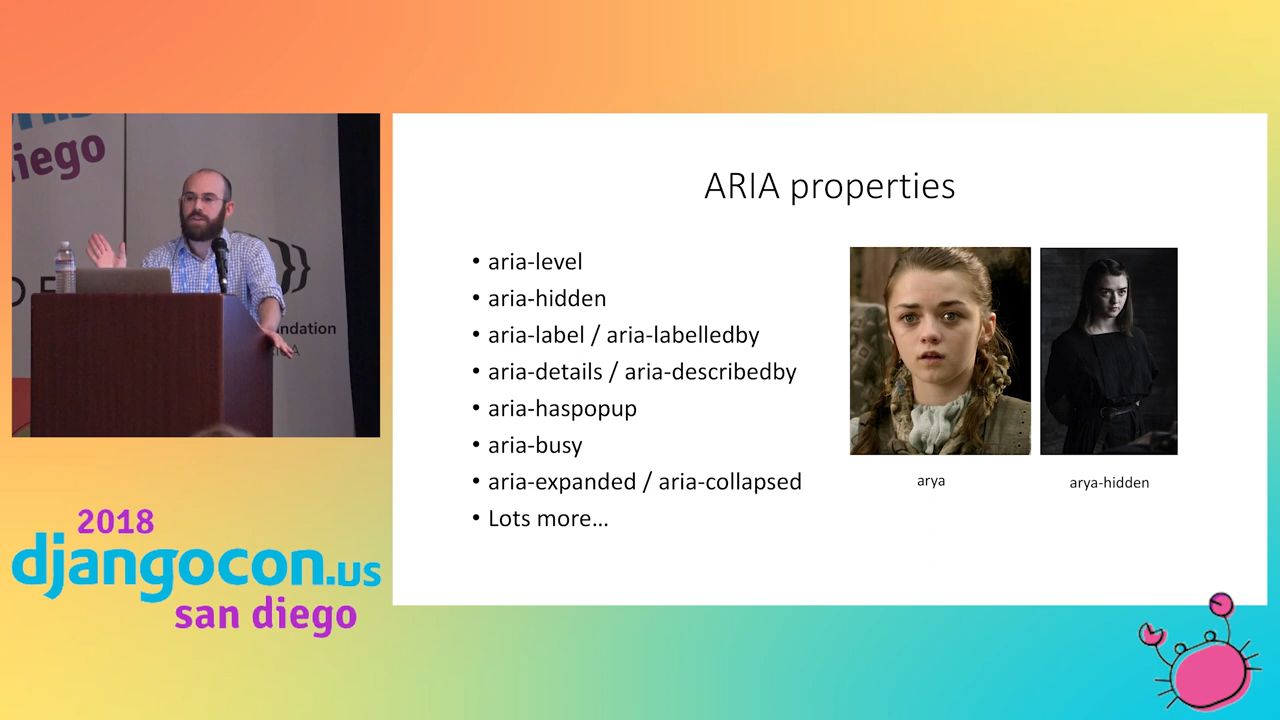 iego
ndation
ARIA properties
• aria-level
• aria-hidden
• aria-label / aria-labelledby
• aria-details / aria-describedby
• aria-haspopup
• aria-busy
• aria-expanded / aria-collapsed
• Lots more…
arya
arya-hidden
2018
djangocon.us
san diego